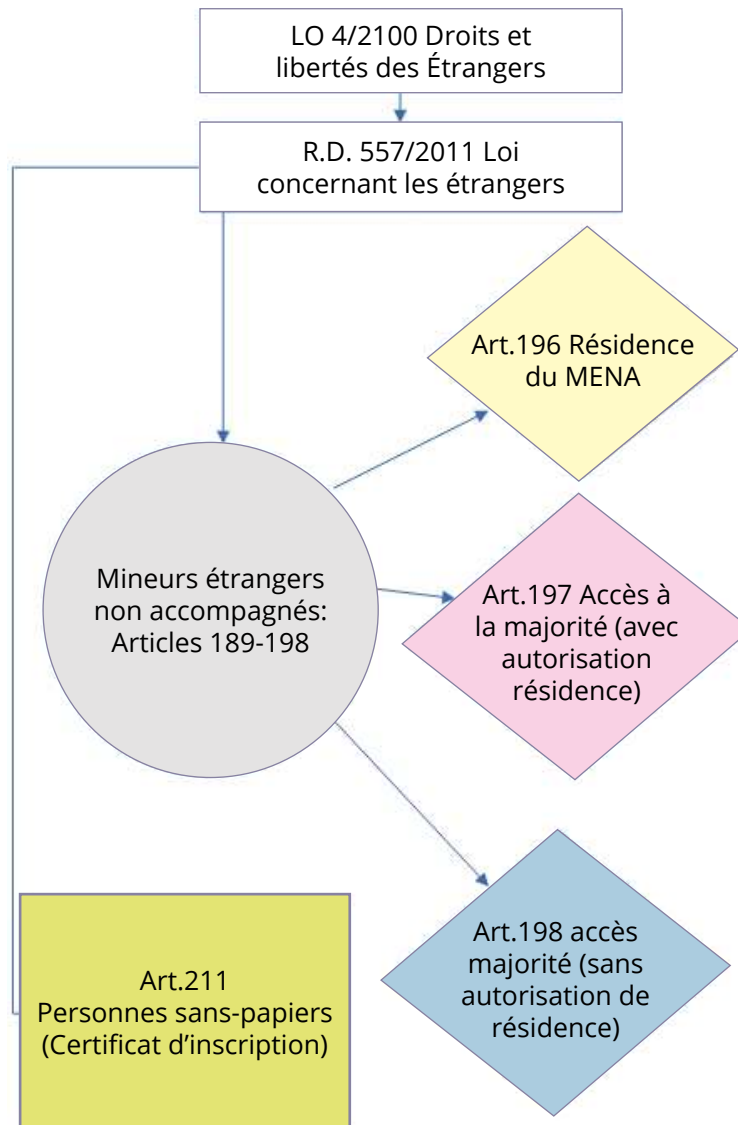 LO 4/2100 Droits et
libertés des Étrangers
R.D. 557/2011 Loi
concernant les étrangers
Art.196 Résidence
du MENA
Mineurs étrangers
non accompagnés:
Articles 189-198
Art.197 Accès à
la majorité (avec
autorisation
résidence)
Art.198 accès
majorité (sans
autorisation de
résidence)
Art.211
Personnes sans-papiers
(Certificat d’inscription)